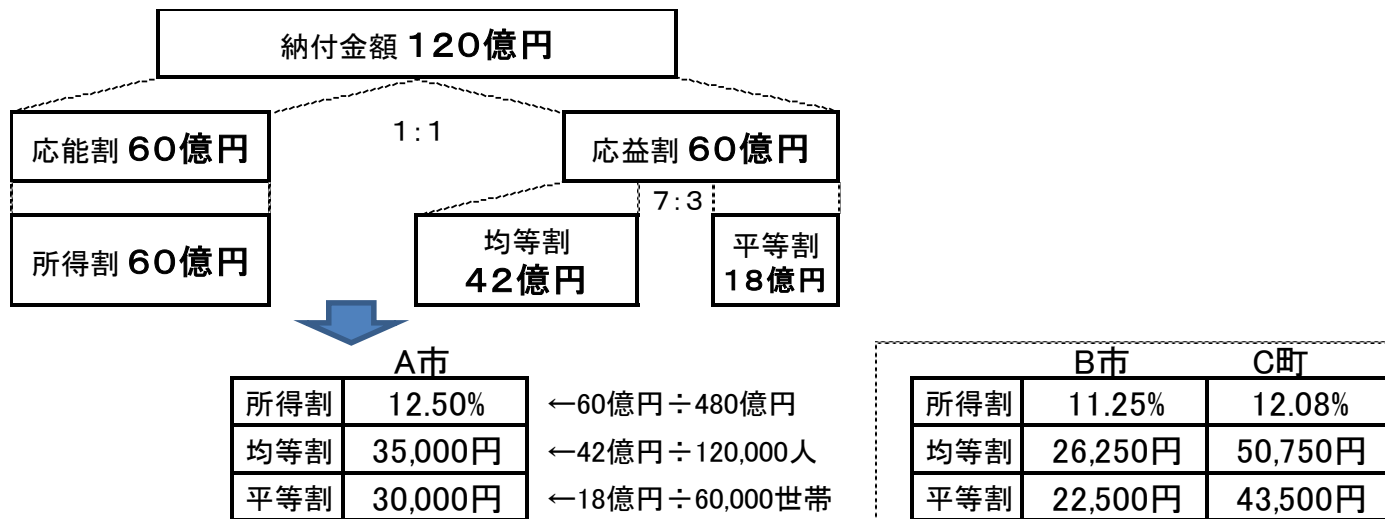 納付金額 120億円
応能割 60億円
1:1
応益割 60億円
7:3
所得割 60億円
均等割
42億円
平等割
18億円
A市
所得割 12.50% ←60億円÷480億円
均等割 35,000円 ←42億円÷120,000人
平等割 30,000円 ←18億円÷60,000世帯
B市 C町
所得割 11.25% 12.08%
均等割 26,250円 50,750円
平等割 22,500円 43,500円